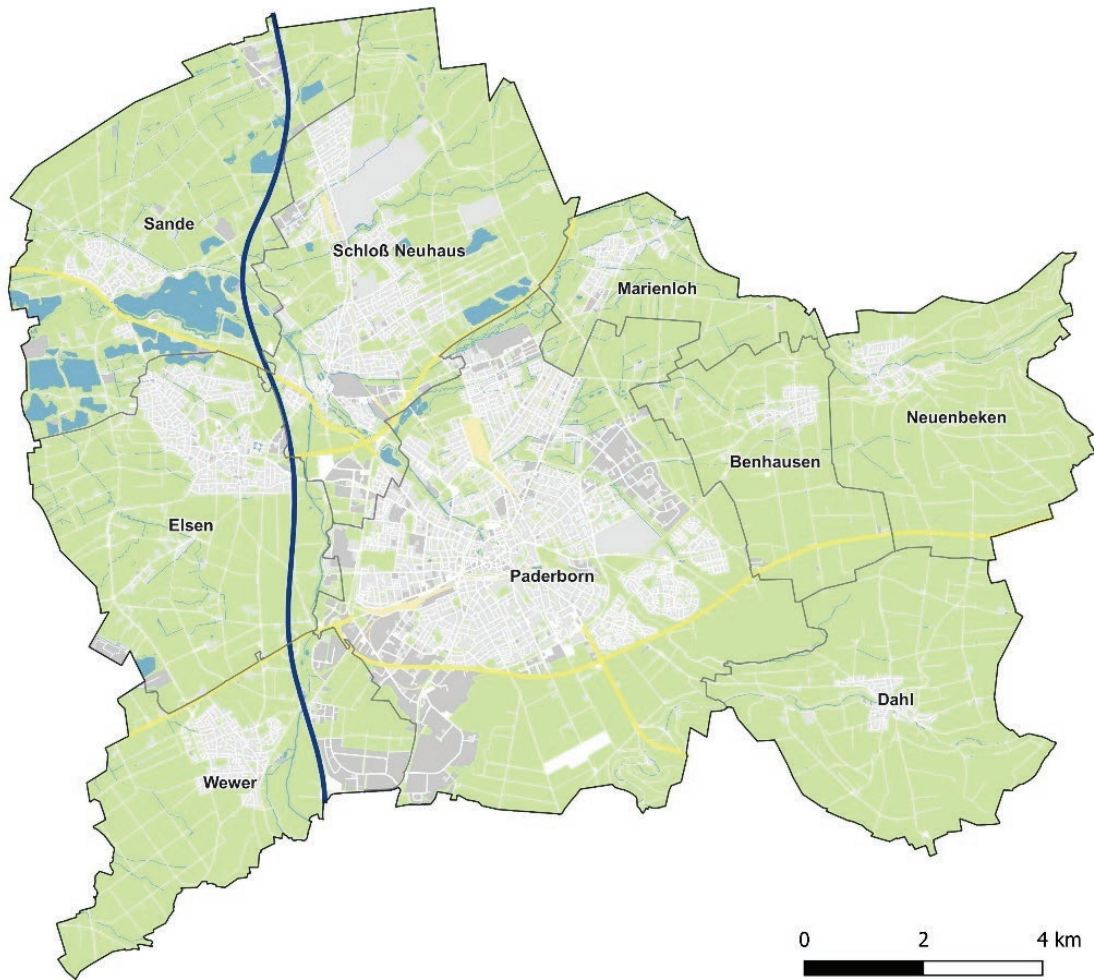 Sande
Schloß Neuhaus
Marienloh
Neuenbeken
Benhausen
Elsen
Paderborn
Dahl
Wewer
0 2 4 km